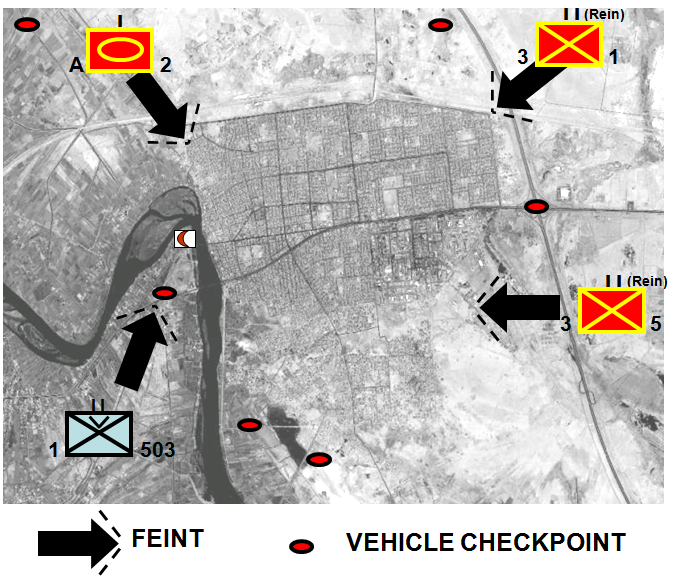 A 2
(Rein)
3 1
(Rein)
3 5
1 503
FEINT
VEHICLE CHECKPOINT